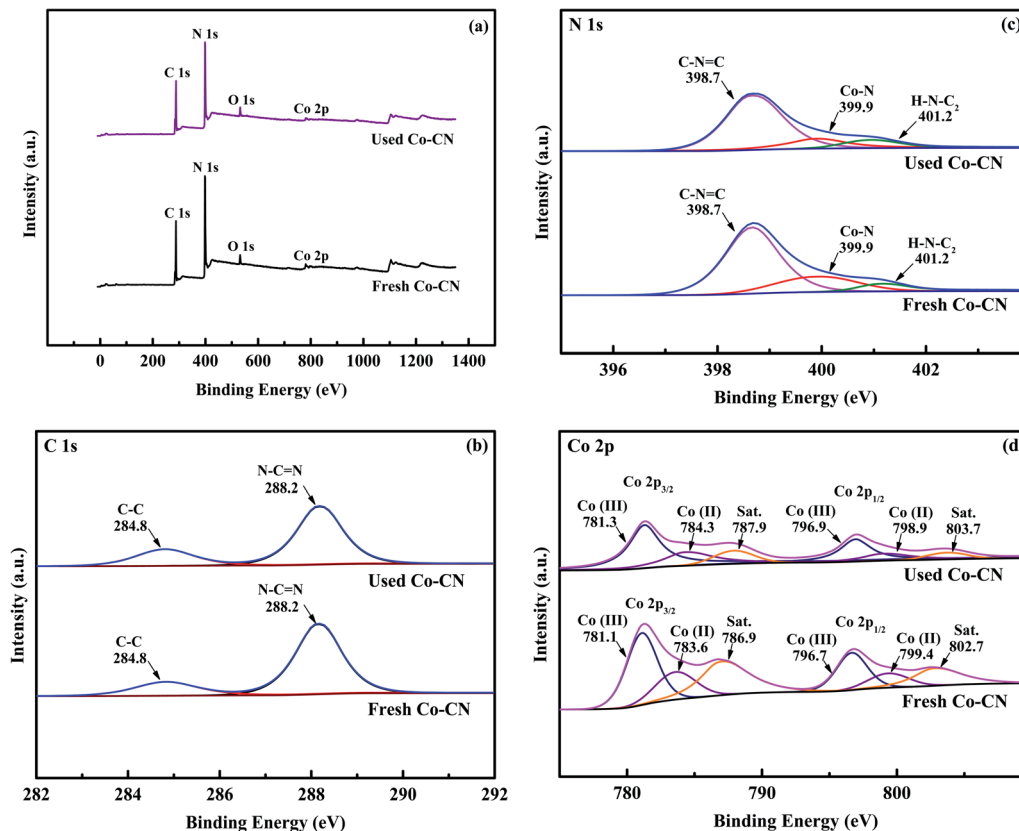 (a)
N 1s
C 1s
O 1s
Co 2p
Used Co-CN
N 1s
C 1s
O 1s
Co 2p
Fresh Co-CN
Intensity (a.u.)
0 200 400 600 800 1000 1200 1400
Binding Energy (eV)
N 1s
(c)
C-N=C
398.7
Co-N
399.9
H-N-C₂
401.2
Used Co-CN
C-N=C
398.7
Co-N
399.9
H-N-C₂
401.2
Fresh Co-CN
Intensity (a.u.)
396 398 400 402
Binding Energy (eV)
C 1s
(b)
N-C=N
288.2
C-C
284.8
Used Co-CN
N-C=N
288.2
C-C
284.8
Fresh Co-CN
Intensity (a.u.)
282 284 286 288 290 292
Binding Energy (eV)
Co 2p
(d)
Co 2p₃/₂
Co (III)
781.3
Co (II)
784.3
Sat.
787.9
Co 2p₁/₂
Co (III)
796.9
Co (II)
798.9
Sat.
803.7
Used Co-CN
Co 2p₃/₂
Co (III)
781.1
Co (II)
783.6
Sat.
786.9
Co 2p₁/₂
Co (III)
796.7
Co (II)
799.4
Sat.
802.7
Fresh Co-CN
Intensity (a.u.)
780 790 800
Binding Energy (eV)